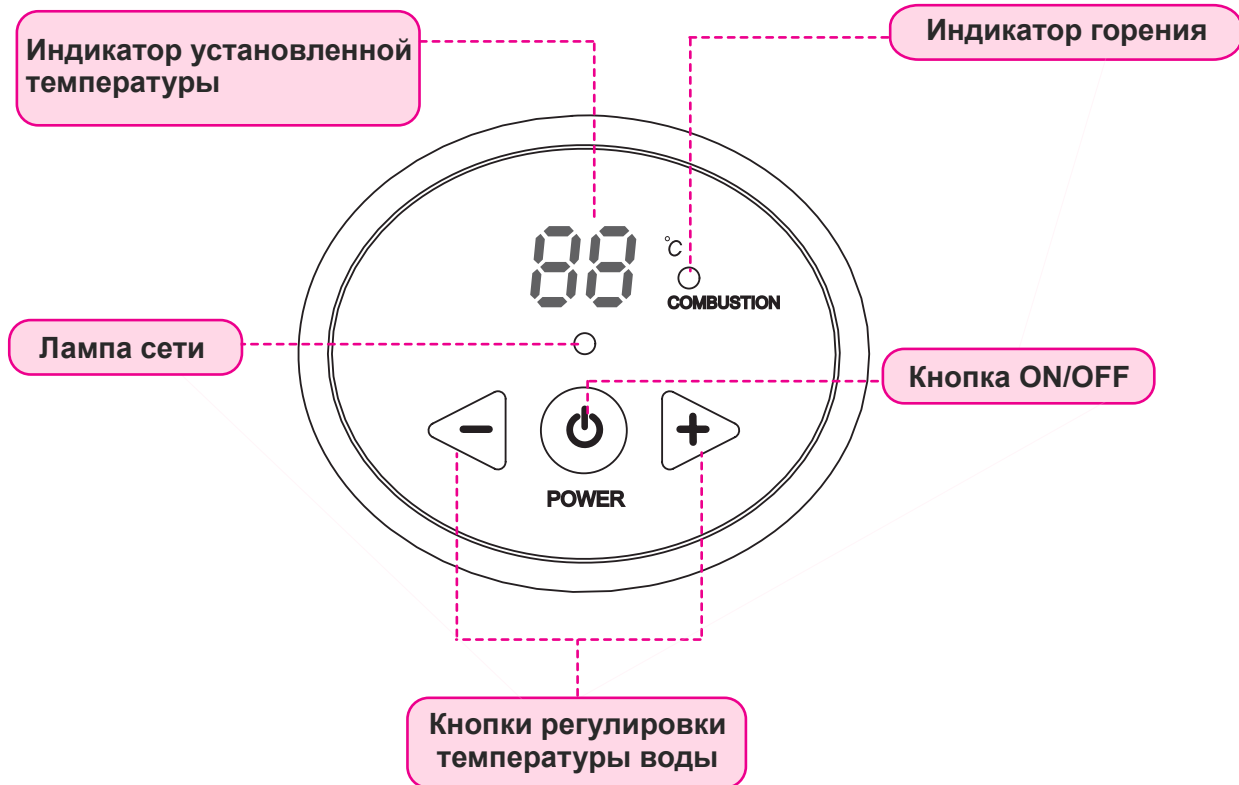 Индикатор горения
Индикатор установленной
температуры
88
°C
COMBUSTION
Лампа сети
Кнопка ON/OFF
POWER
Кнопки регулировки
температуры воды